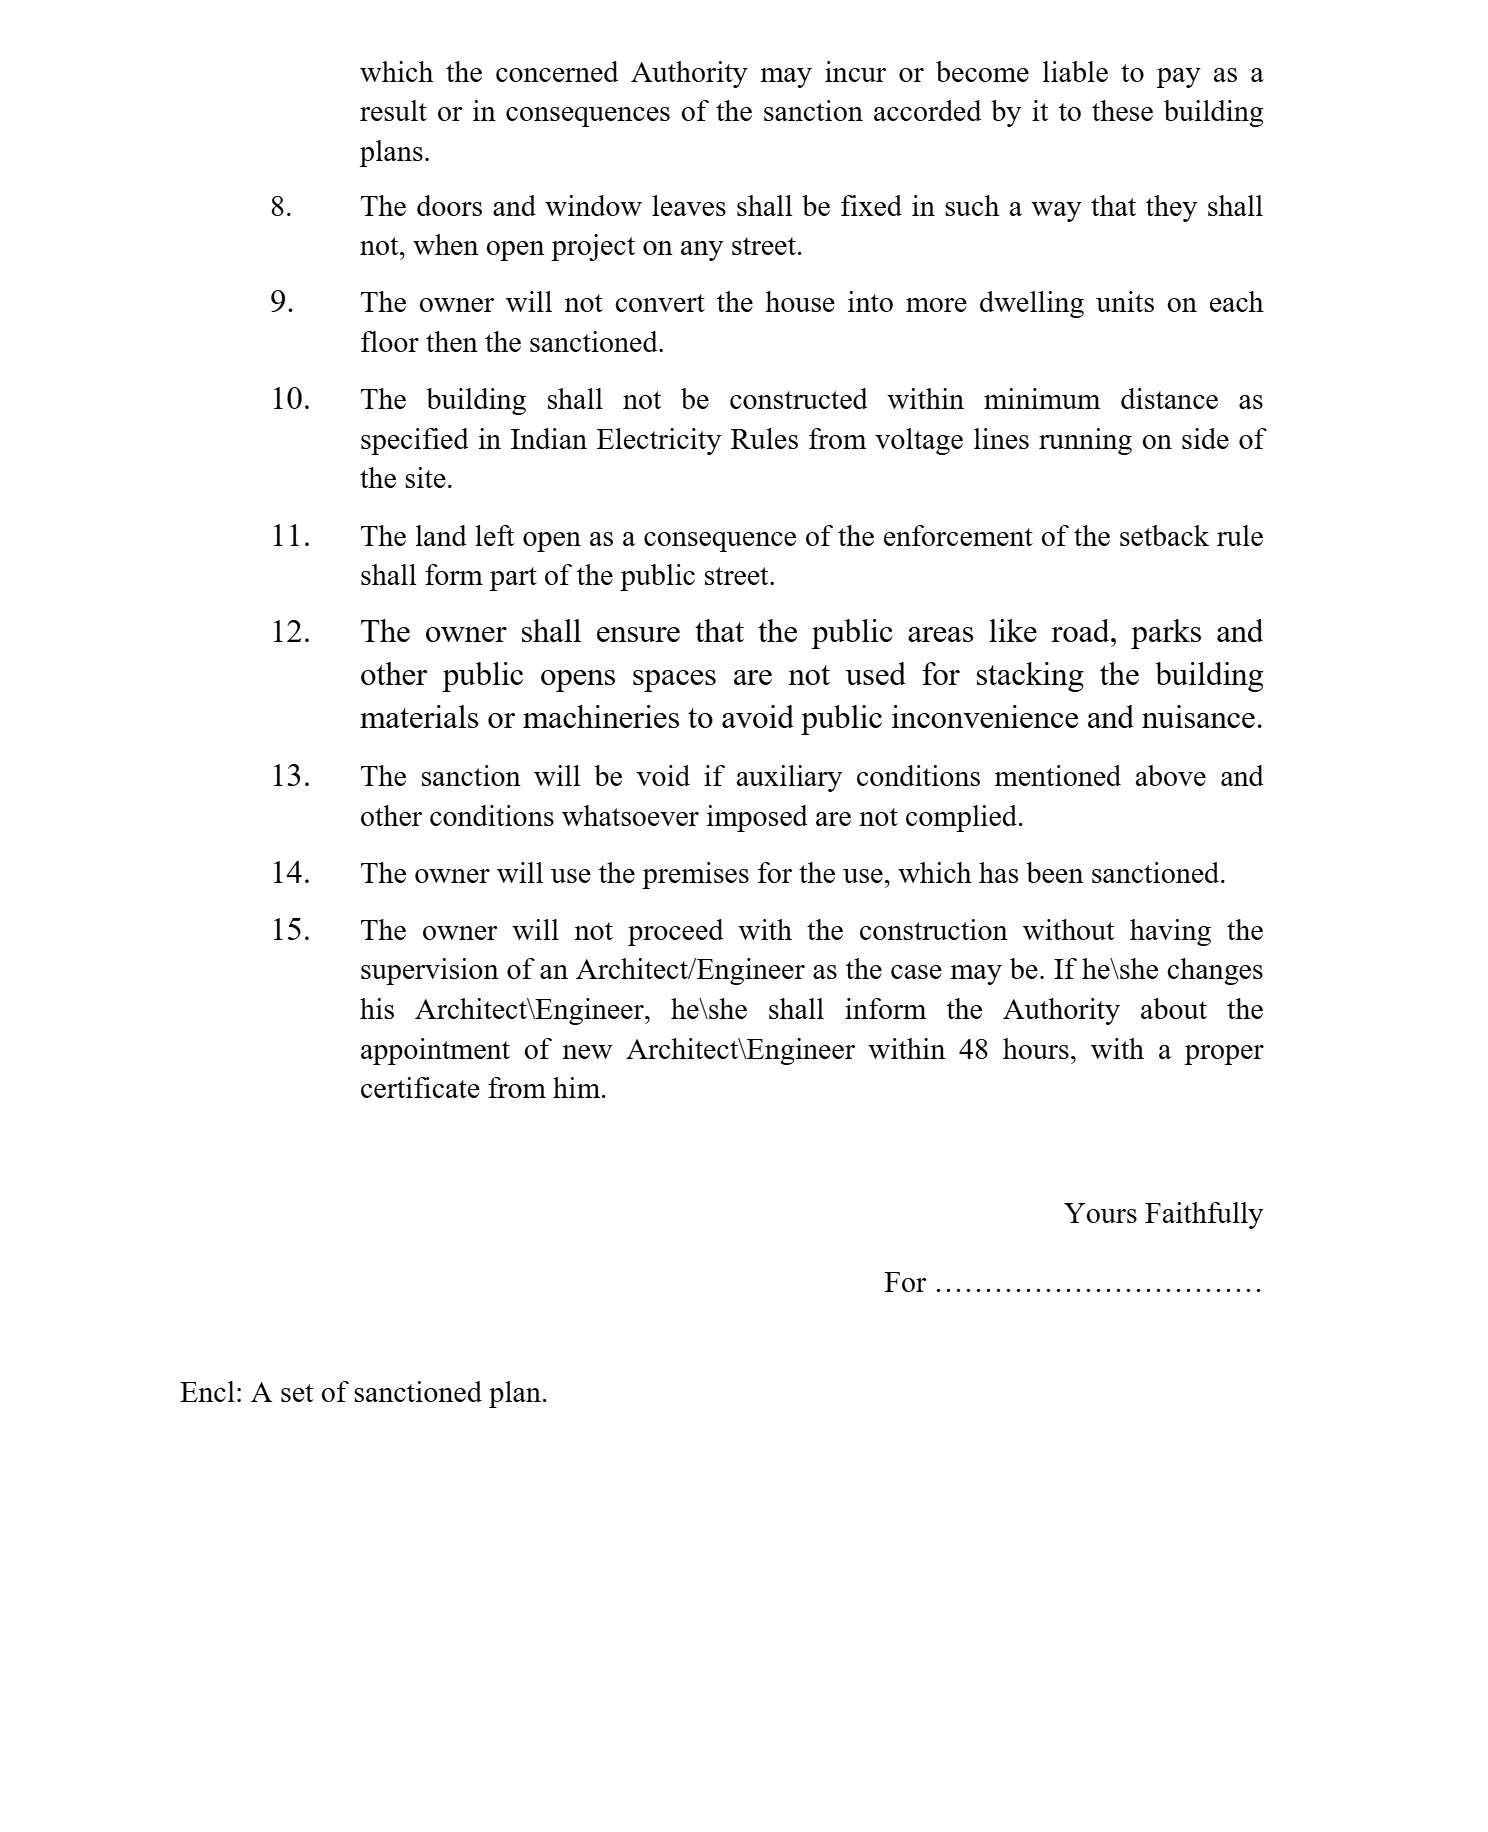 which the concerned Authority may incur or become liable to pay as a
result or in consequences of the sanction accorded by it to these building
plans.
8. The doors and window leaves shall be fixed in such a way that they shall
not, when open project on any street.
9. The owner will not convert the house into more dwelling units on each
floor then the sanctioned.
10. The building shall not be constructed within minimum distance as
specified in Indian Electricity Rules from voltage lines running on side of
the site.
11. The land left open as a consequence of the enforcement of the setback rule
shall form part of the public street.
12. The owner shall ensure that the public areas like road, parks and
other public opens spaces are not used for stacking the building
materials or machineries to avoid public inconvenience and nuisance.
13. The sanction will be void if auxiliary conditions mentioned above and
other conditions whatsoever imposed are not complied.
14. The owner will use the premises for the use, which has been sanctioned.
15. The owner will not proceed with the construction without having the
supervision of an Architect/Engineer as the case may be. If he\she changes
his Architect\Engineer, he\she shall inform the Authority about the
appointment of new Architect\Engineer within 48 hours, with a proper
certificate from him.
Yours Faithfully
For ……………………………
Encl: A set of sanctioned plan.